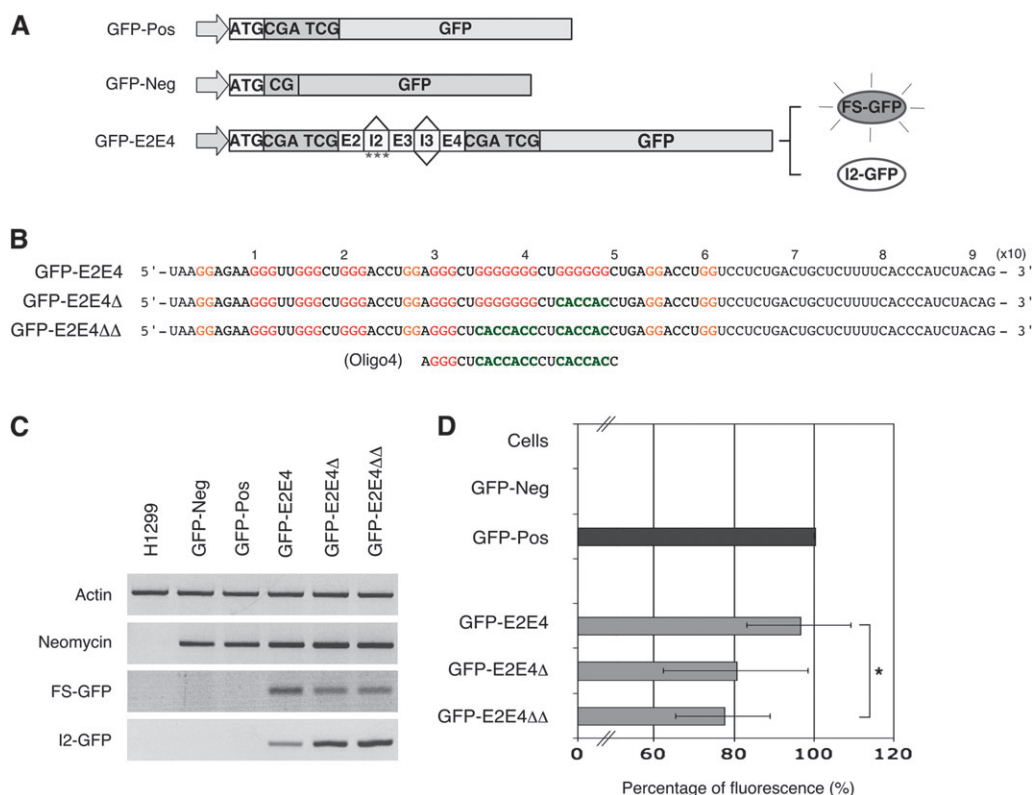 A
GFP-Pos
ATG CGA TCG GFP
GFP-Neg
ATG CG GFP
GFP-E2E4
ATG CGA TCG E2 I2 E3 I3 E4 CGA TCG GFP
***
FS-GFP
I2-GFP
B
1 2 3 4 5 6 7 8 9 (x10)
GFP-E2E4 5'-UAAGGAGAAGGGUUGGGCUGGGACCUGGAGGGCUGGGGGGGCUGGGGGGCUGAGGACCUGGUCCUCUGACUGCUCUUUUCACCCAUCUACAG-3'
GFP-E2E4Δ 5'-UAAGGAGAAGGGUUGGGCUGGGACCUGGAGGGCUGGGGGGGCUCACCACCUGAGGACCUGGUCCUCUGACUGCUCUUUUCACCCAUCUACAG-3'
GFP-E2E4ΔΔ 5'-UAAGGAGAAGGGUUGGGCUGGGACCUGGAGGGCUCACCACCCUCACCACCUGAGGACCUGGUCCUCUGACUGCUCUUUUCACCCAUCUACAG-3'
(Oligo4) AGGGCUCACCACCCUCACCACC
C
H1299
GFP-Neg
GFP-Pos
GFP-E2E4
GFP-E2E4Δ
GFP-E2E4ΔΔ
Actin
Neomycin
FS-GFP
I2-GFP
D
Cells
GFP-Neg
GFP-Pos
GFP-E2E4
GFP-E2E4Δ
GFP-E2E4ΔΔ
*
0 60 80 100 120
Percentage of fluorescence (%)